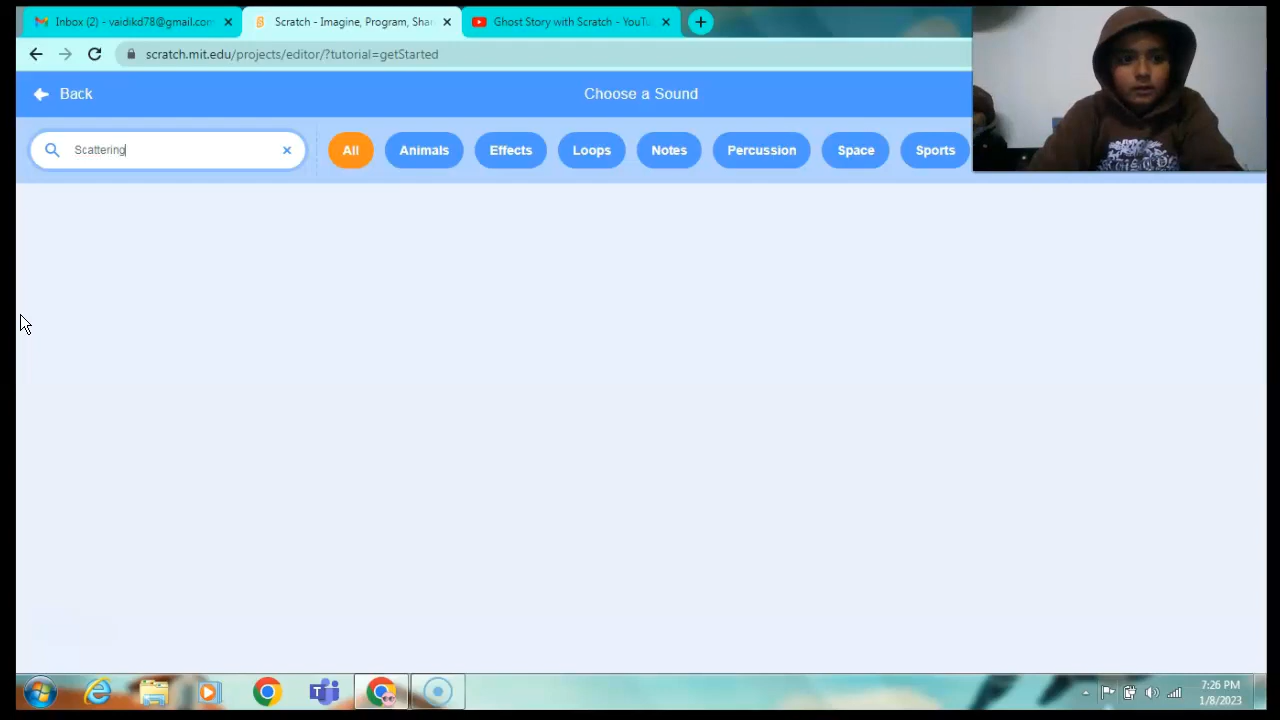 Inbox (2) - vaidikd78@gmail.com
Scratch - Imagine, Program, Sha
Ghost Story with Scratch - YouTu
scratch.mit.edu/projects/editor/?tutorial=getStarted
Back
Choose a Sound
Scattering
All
Animals
Effects
Loops
Notes
Percussion
Space
Sports
7:26 PM
1/8/2023